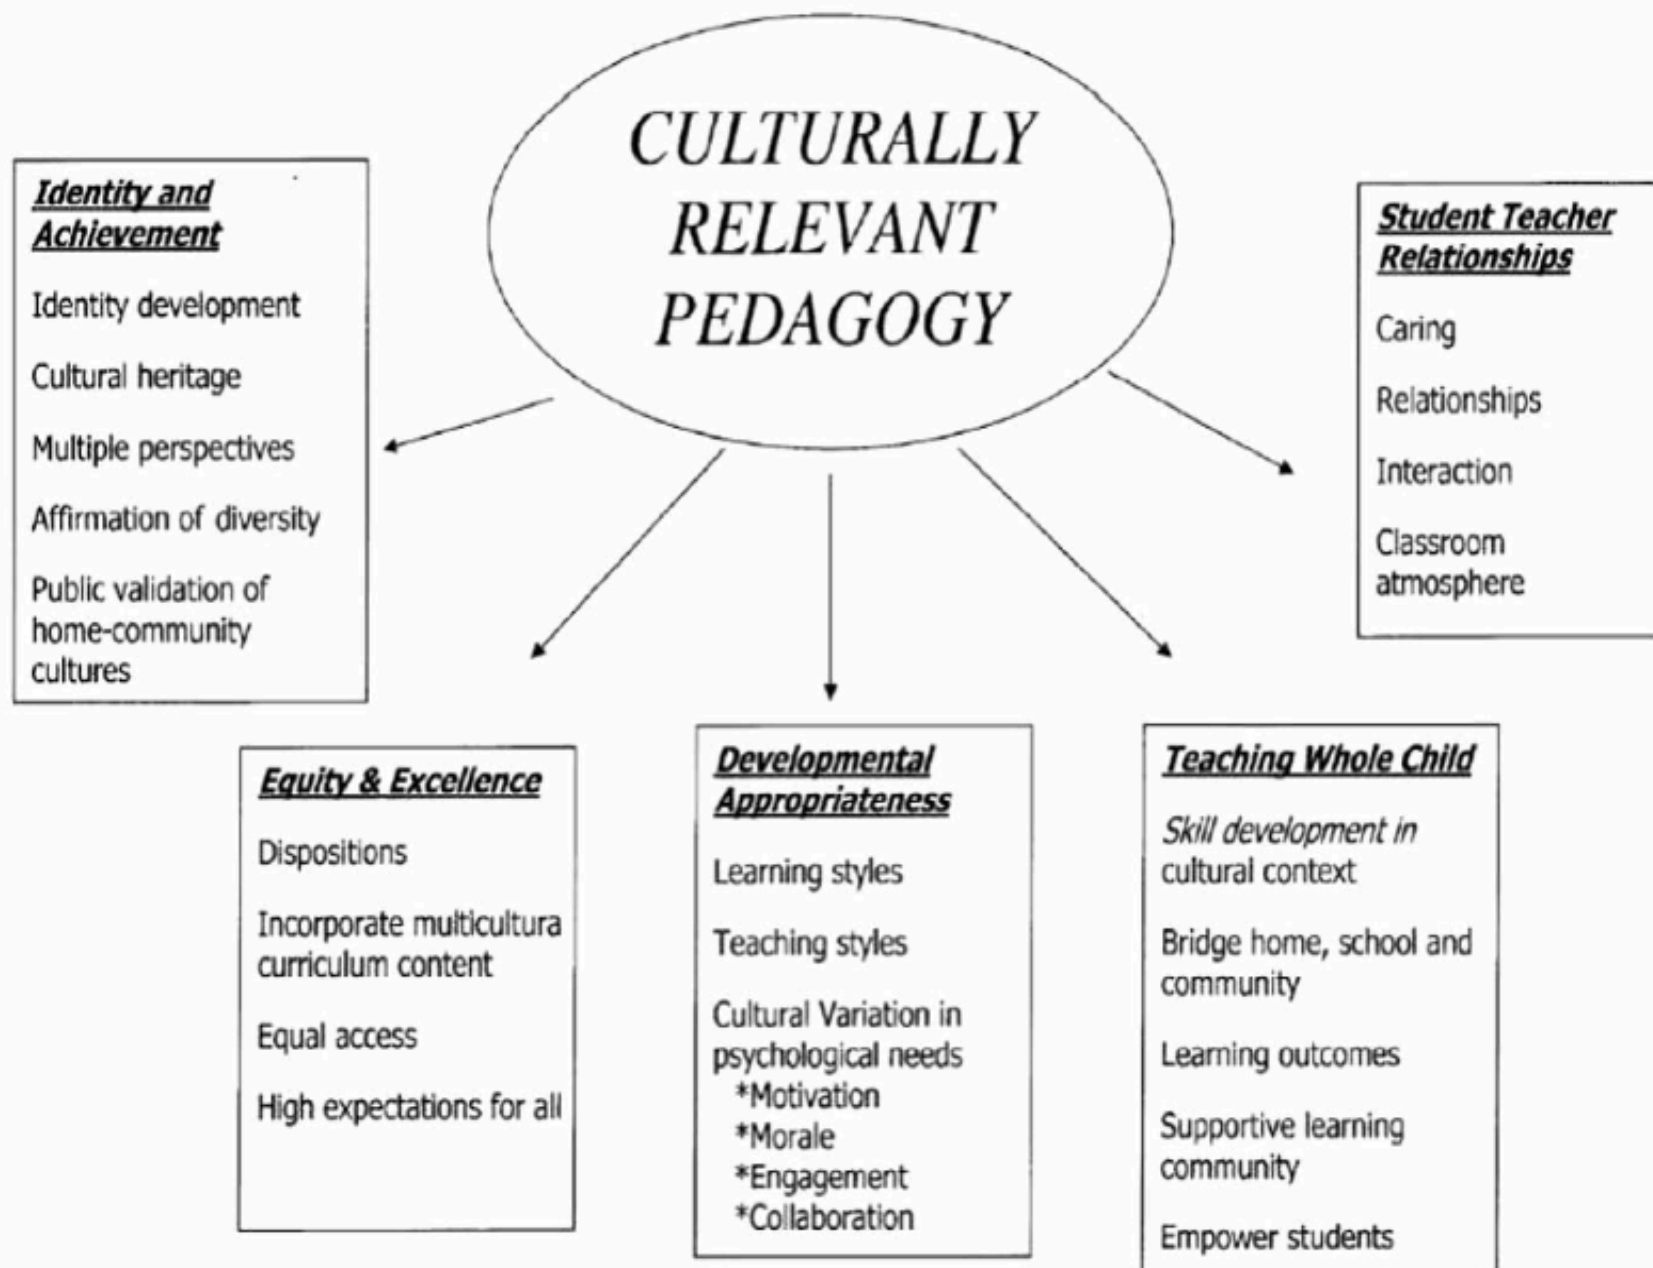 CULTURALLY
RELEVANT
PEDAGOGY
Identity and
Achievement
Identity development
Cultural heritage
Multiple perspectives
Affirmation of diversity
Public validation of
home-community
cultures
Equity & Excellence
Dispositions
Incorporate multicultura
curriculum content
Equal access
High expectations for all
Developmental
Appropriateness
Learning styles
Teaching styles
Cultural Variation in
psychological needs
*Motivation
*Morale
*Engagement
*Collaboration
Teaching Whole Child
Skill development in
cultural context
Bridge home, school and
community
Learning outcomes
Supportive learning
community
Empower students
Student Teacher
Relationships
Caring
Relationships
Interaction
Classroom
atmosphere